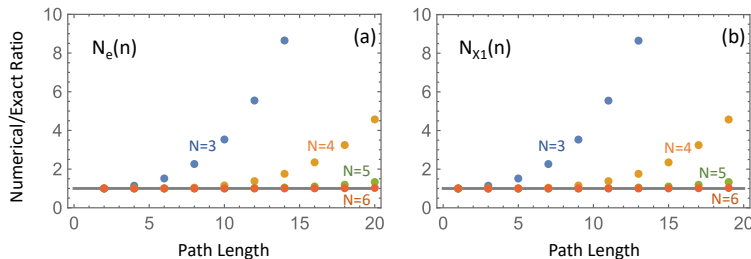 Numerical/Exact Ratio
10
8
6
4
2
0
N_e(n)
(a)
N=3
N=4
N=5
N=6
0 5 10 15 20
Path Length
10
8
6
4
2
0
N_X1(n)
(b)
N=3
N=4
N=5
N=6
0 5 10 15 20
Path Length